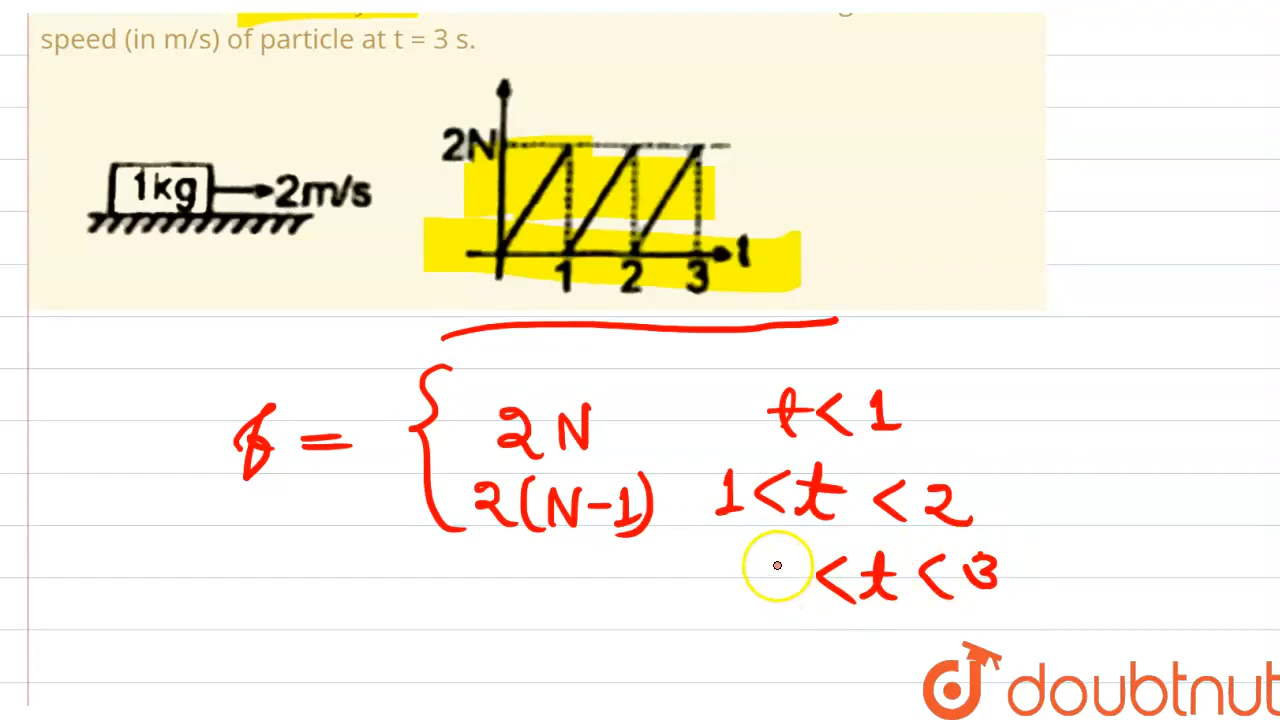 speed (in m/s) of particle at t = 3 s.
2N
1kg
2m/s
t
1 2 3
f = { 2N t < 1
2(N-1) 1 < t < 2
< t < 3
doubtnut